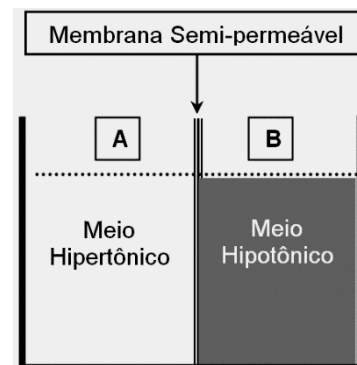 Membrana Semi-permeável
A
B
Meio
Hipertônico
Meio
Hipotônico